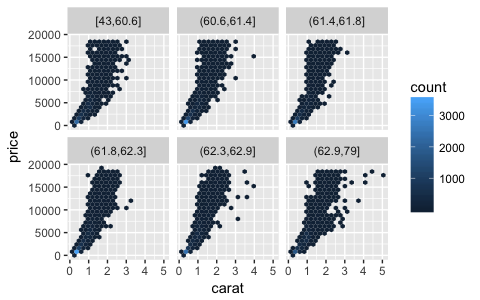 [43,60.6] (60.6,61.4] (61.4,61.8]
20000
15000
10000
5000
0
(61.8,62.3] (62.3,62.9] (62.9,79]
20000
15000
10000
5000
0
0 1 2 3 4 5 0 1 2 3 4 5 0 1 2 3 4 5
carat
price
count
3000
2000
1000